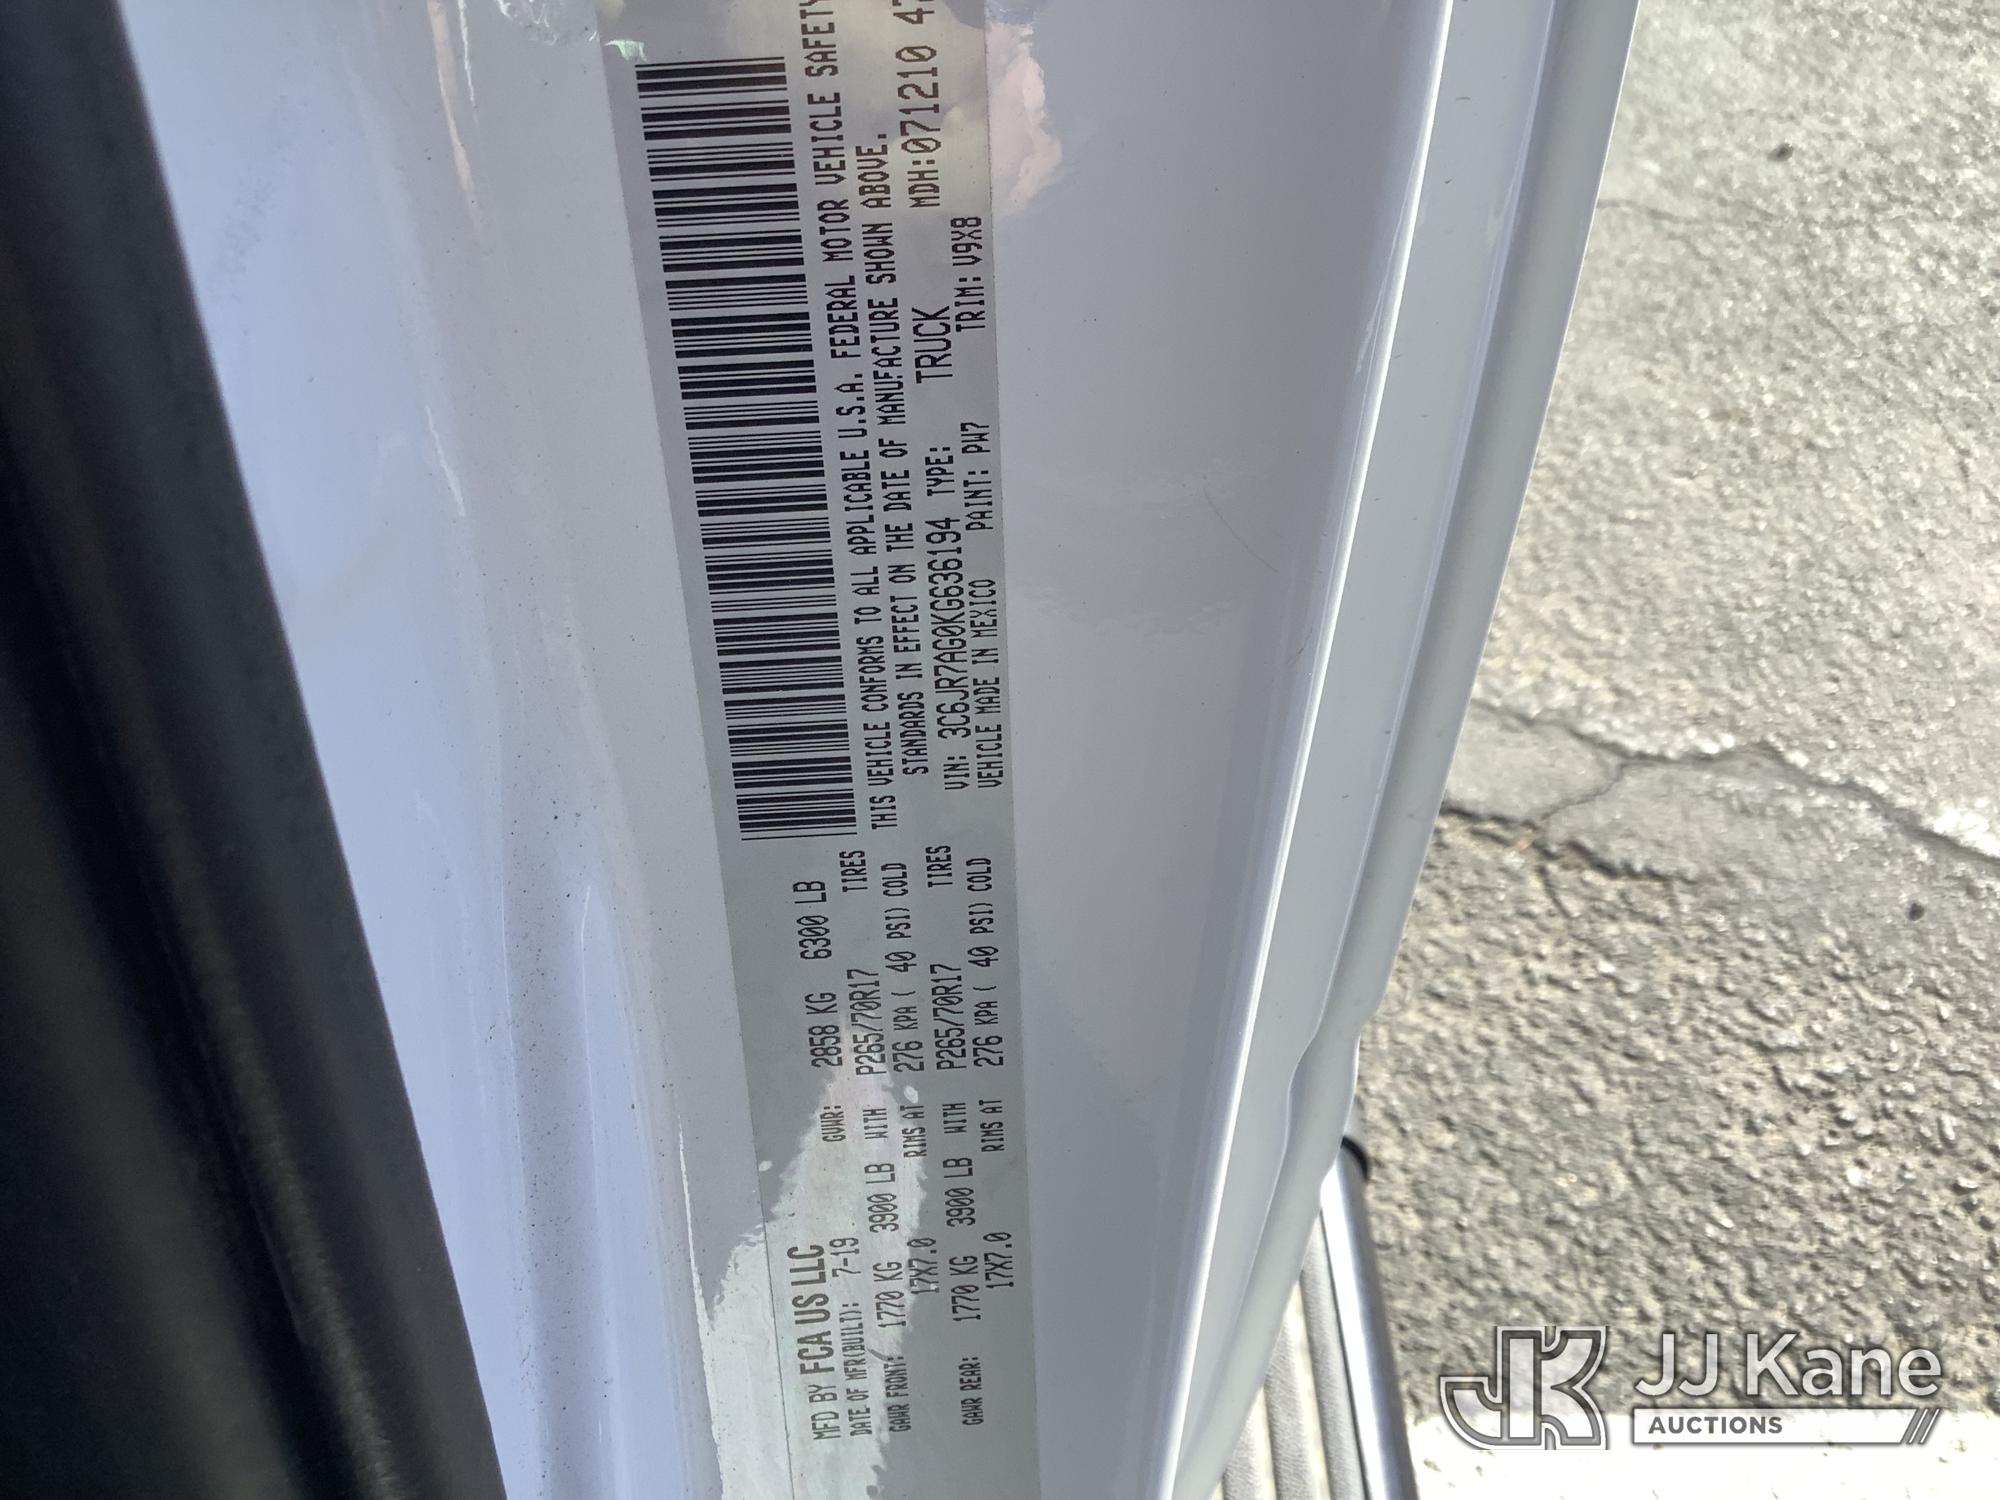 MFD BY FCA US LLC
DATE OF MFR(BUILT): 7-19 GVWR: 2858 KG 6300 LB
GAWR FRONT: 1770 KG 3900 LB WITH P265/70R17 TIRES
17X7.0 RIMS AT 276 KPA ( 40 PSI) COLD
GAWR REAR: 1770 KG 3900 LB WITH P265/70R17 TIRES
17X7.0 RIMS AT 276 KPA ( 40 PSI) COLD
THIS VEHICLE CONFORMS TO ALL APPLICABLE U.S.A. FEDERAL MOTOR VEHICLE SAFETY
STANDARDS IN EFFECT ON THE DATE OF MANUFACTURE SHOWN ABOVE.
VIN: 3C6JR7AG0KG636194 TYPE: TRUCK MDH:071210 47
VEHICLE MADE IN MEXICO PAINT: PW7 TRIM: V9X8
JK JJ Kane
AUCTIONS